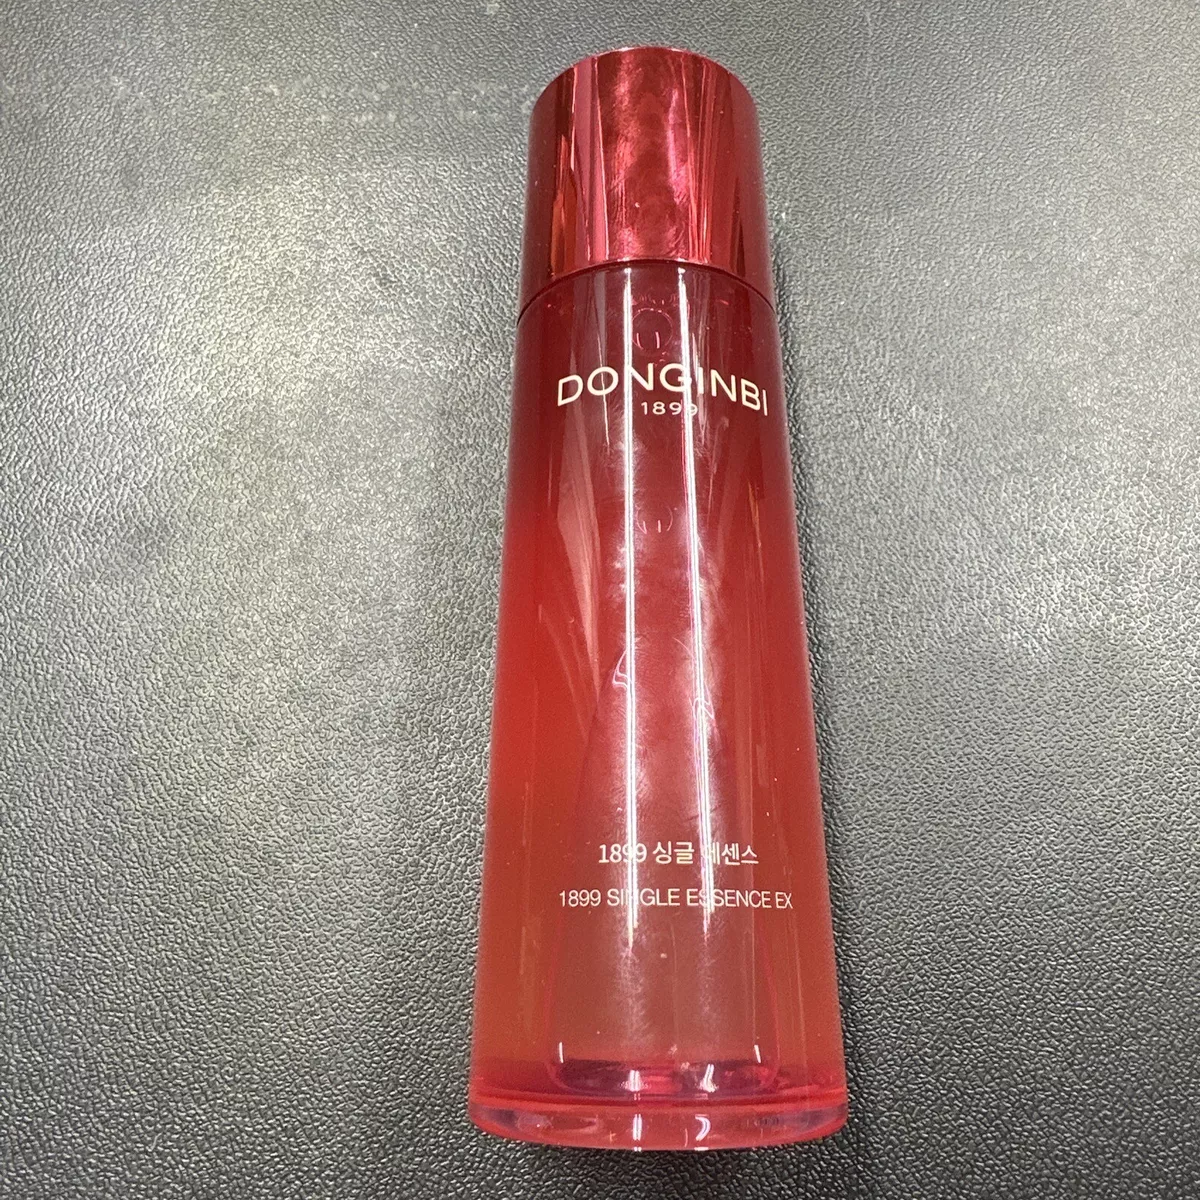 DONGINBI
1899
1899 싱글 에센스
1899 SINGLE ESSENCE EX